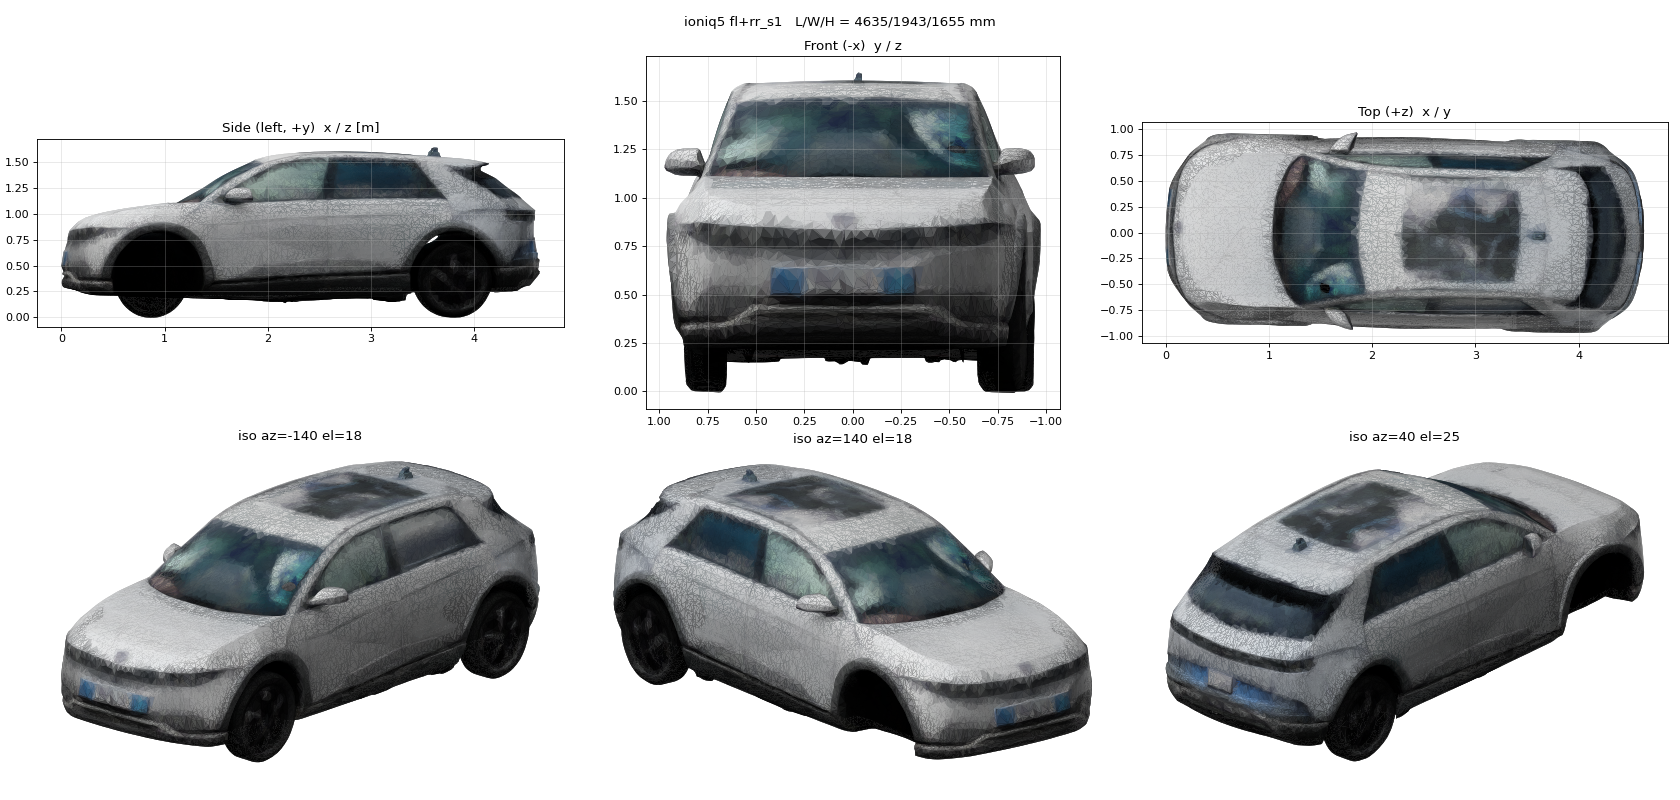 ioniq5 fl+rr_s1   L/W/H = 4635/1943/1655 mm
Side (left, +y)  x / z [m]
1.50
1.25
1.00
0.75
0.50
0.25
0.00
0 1 2 3 4
Front (-x)  y / z
1.50
1.25
1.00
0.75
0.50
0.25
0.00
1.00 0.75 0.50 0.25 0.00 −0.25 −0.50 −0.75 −1.00
Top (+z)  x / y
1.00
0.75
0.50
0.25
0.00
−0.25
−0.50
−0.75
−1.00
0 1 2 3 4
iso az=-140 el=18
iso az=140 el=18
iso az=40 el=25